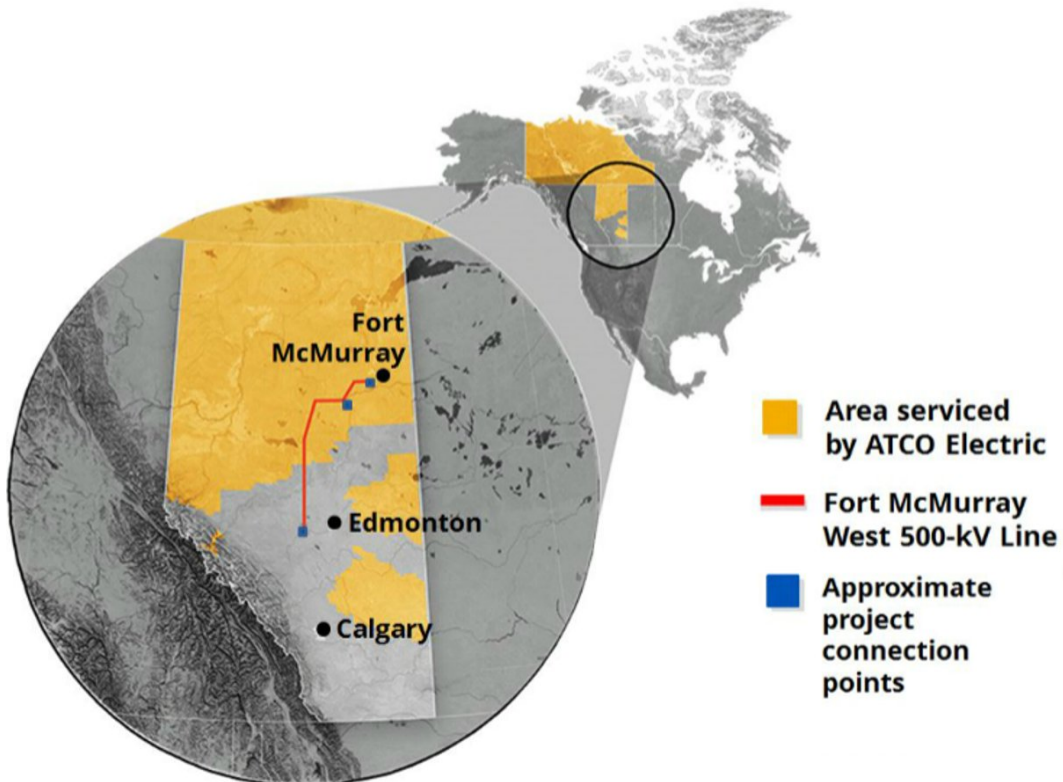 Fort
McMurray
Edmonton
Calgary
Area serviced
by ATCO Electric
Fort McMurray
West 500-kV Line
Approximate
project
connection
points